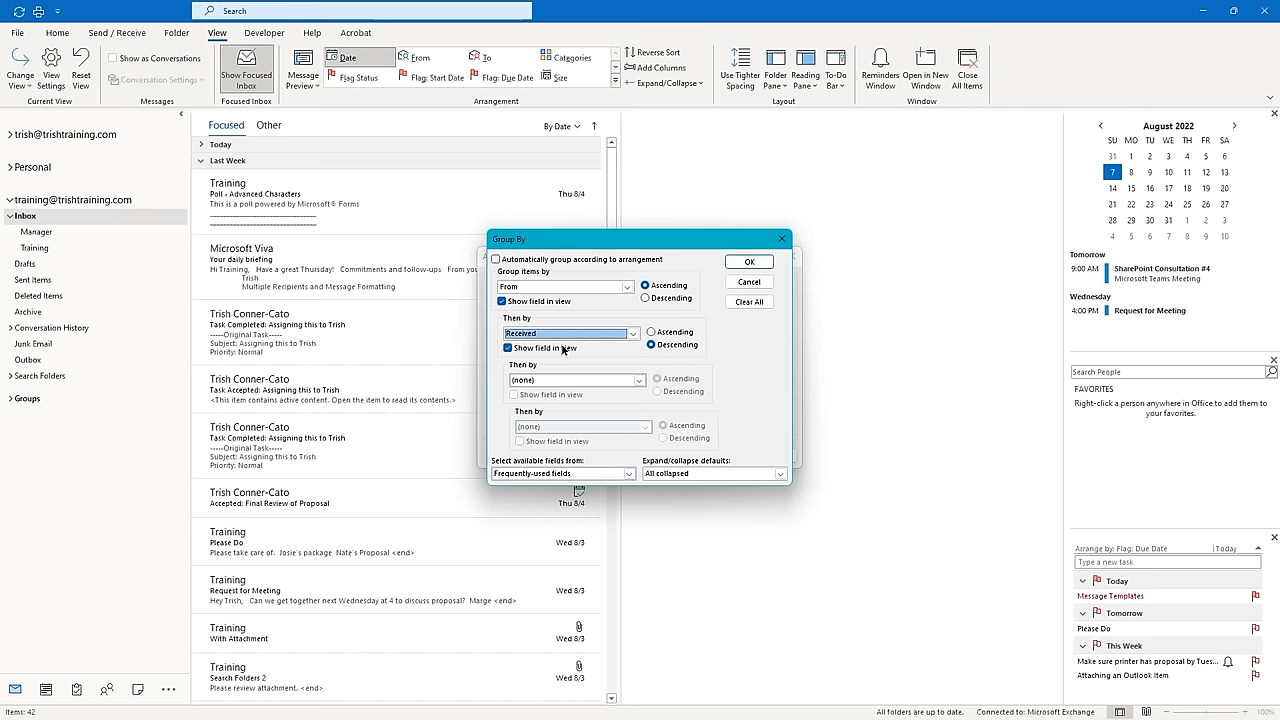 Search
File Home Send / Receive Folder View Developer Help Acrobat
Change View
View Settings
Reset View
Current View
Show as Conversations
Conversation Settings
Messages
Show Focused Inbox
Focused Inbox
Message Preview
Date From To Categories
Flag Status Flag: Start Date Flag: Due Date Size
Arrangement
Reverse Sort
Add Columns
Expand/Collapse
Use Tighter Spacing
Folder Pane
Reading Pane
To-Do Bar
Layout
Reminders Window
Open in New Window
Close All Items
Window
trish@trishtraining.com
Personal
training@trishtraining.com
Inbox
Manager
Training
Drafts
Sent Items
Deleted Items
Archive
Conversation History
Junk Email
Outbox
Search Folders
Groups
Focused Other By Date
Today
Last Week
Training
Poll - Advanced Characters Thu 8/4
This is a poll powered by Microsoft® Forms
Microsoft Viva
Your daily briefing
Hi Training, Have a great Thursday! Commitments and follow-ups From you
Trish
Multiple Recipients and Message Formatting
Trish Conner-Cato
Task Completed: Assigning this to Trish
-----Original Task-----
Subject: Assigning this to Trish
Priority: Normal
Trish Conner-Cato
Task Accepted: Assigning this to Trish
<This item contains active content. Open the item to read its contents.>
Trish Conner-Cato
Task Completed: Assigning this to Trish
-----Original Task-----
Subject: Assigning this to Trish
Priority: Normal
Trish Conner-Cato
Accepted: Final Review of Proposal Thu 8/4
Training
Please Do Wed 8/3
Please take care of: Josie's package Nate's Proposal <end>
Training
Request for Meeting Wed 8/3
Hey Trish, Can we get together next Wednesday at 4 to discuss proposal? Marge <end>
Training
With Attachment Wed 8/3
Training
Search Folders 2 Wed 8/3
Please review attachment. <end>
Group By
Automatically group according to arrangement
OK
Cancel
Clear All
Group items by
From Ascending
Show field in view Descending
Then by
Received Ascending
Show field in view Descending
Then by
(none) Ascending
Show field in view Descending
Then by
(none) Ascending
Show field in view Descending
Select available fields from: Expand/collapse defaults:
Frequently-used fields All collapsed
August 2022
SU MO TU WE TH FR SA
31 1 2 3 4 5 6
7 8 9 10 11 12 13
14 15 16 17 18 19 20
21 22 23 24 25 26 27
28 29 30 31 1 2 3
4 5 6 7 8 9 10
Tomorrow
9:00 AM SharePoint Consultation #4
Microsoft Teams Meeting
Wednesday
4:00 PM Request for Meeting
Search People
FAVORITES
Right-click a person anywhere in Office to add them to
your favorites.
Arrange by: Flag: Due Date Today
Type a new task
Today
Message Templates
Tomorrow
Please Do
This Week
Make sure printer has proposal by Tues...
Attaching an Outlook Item
Items: 42 All folders are up to date. Connected to: Microsoft Exchange 100%